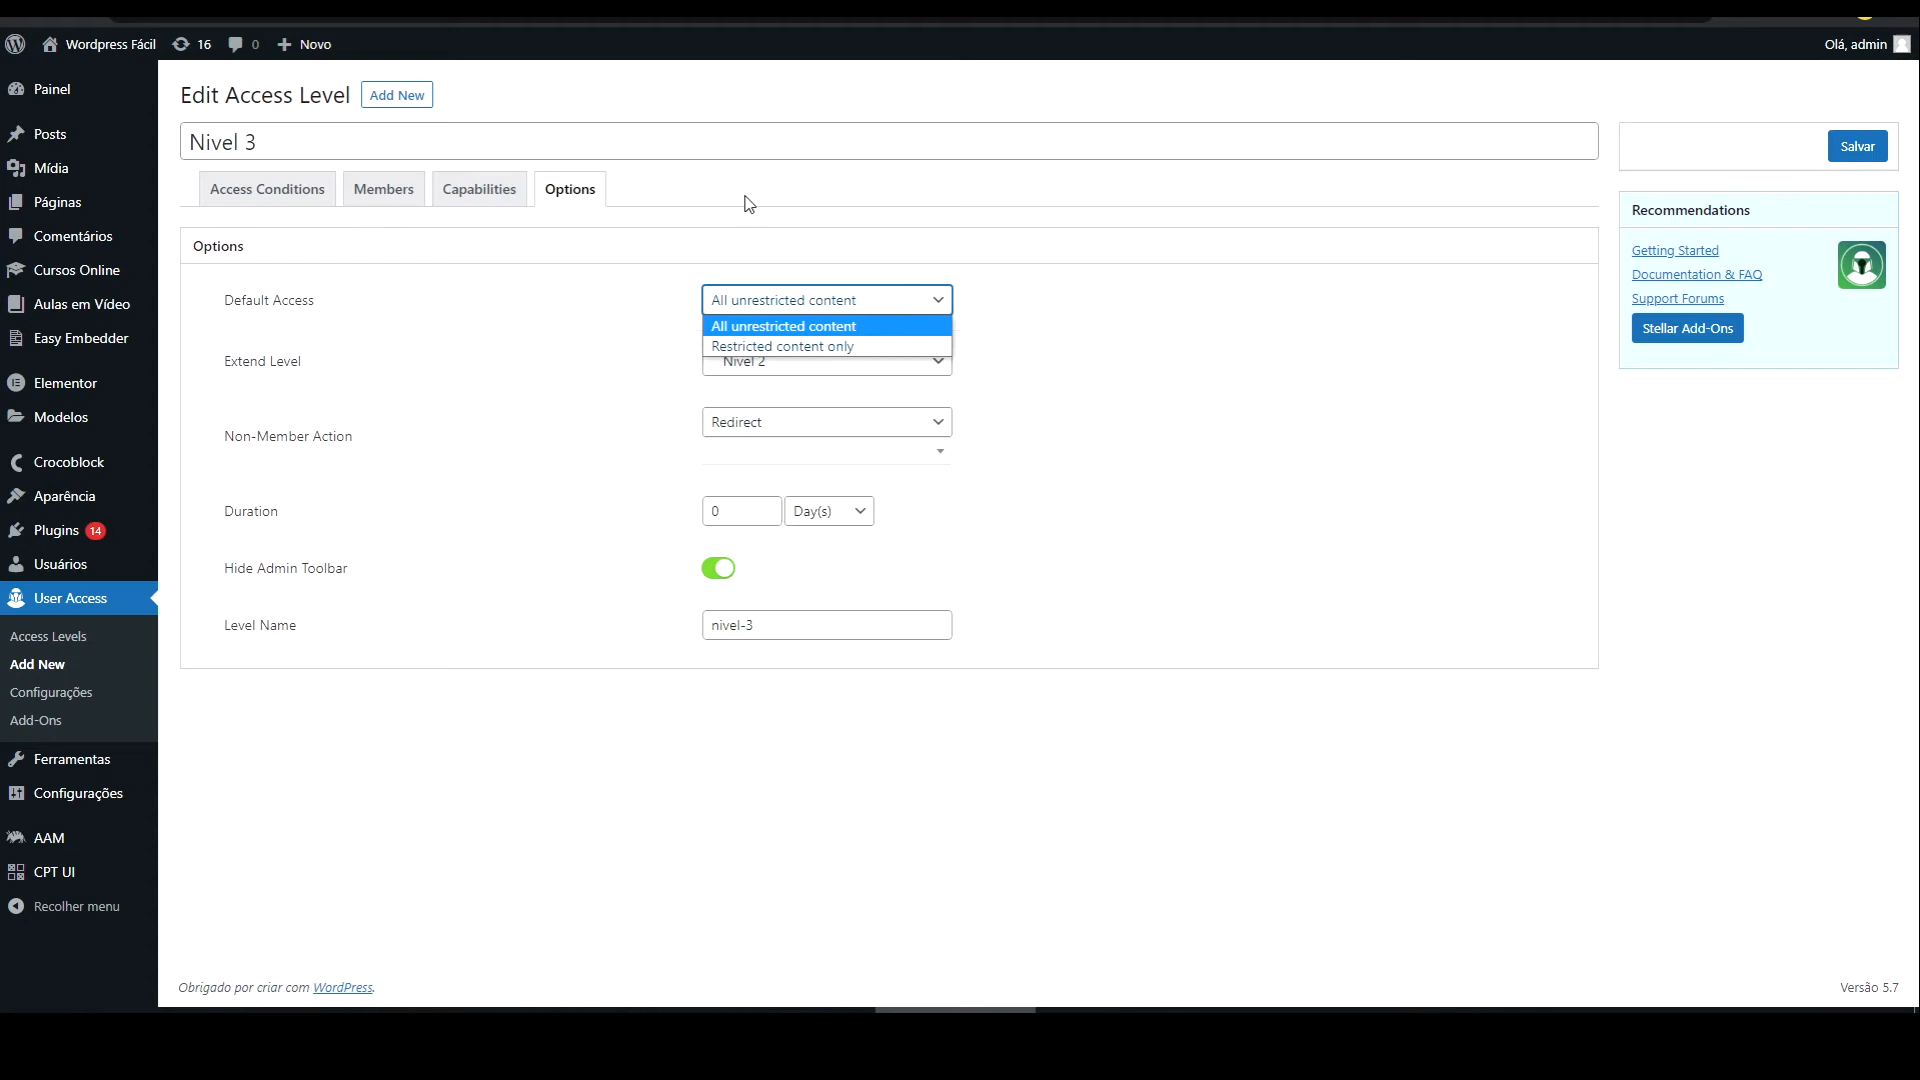 Wordpress Fácil 16 0 Novo
Olá, admin
Painel
Posts
Mídia
Páginas
Comentários
Cursos Online
Aulas em Vídeo
Easy Embedder
Elementor
Modelos
Crocoblock
Aparência
Plugins 14
Usuários
User Access
Access Levels
Add New
Configurações
Add-Ons
Ferramentas
Configurações
AAM
CPT UI
Recolher menu
Edit Access Level Add New
Nivel 3
Access Conditions Members Capabilities Options
Options
Default Access All unrestricted content
All unrestricted content
Restricted content only
Extend Level Nivel 2
Non-Member Action Redirect
Duration 0 Day(s)
Hide Admin Toolbar
Level Name nivel-3
Salvar
Recommendations
Getting Started
Documentation & FAQ
Support Forums
Stellar Add-Ons
Obrigado por criar com WordPress.
Versão 5.7